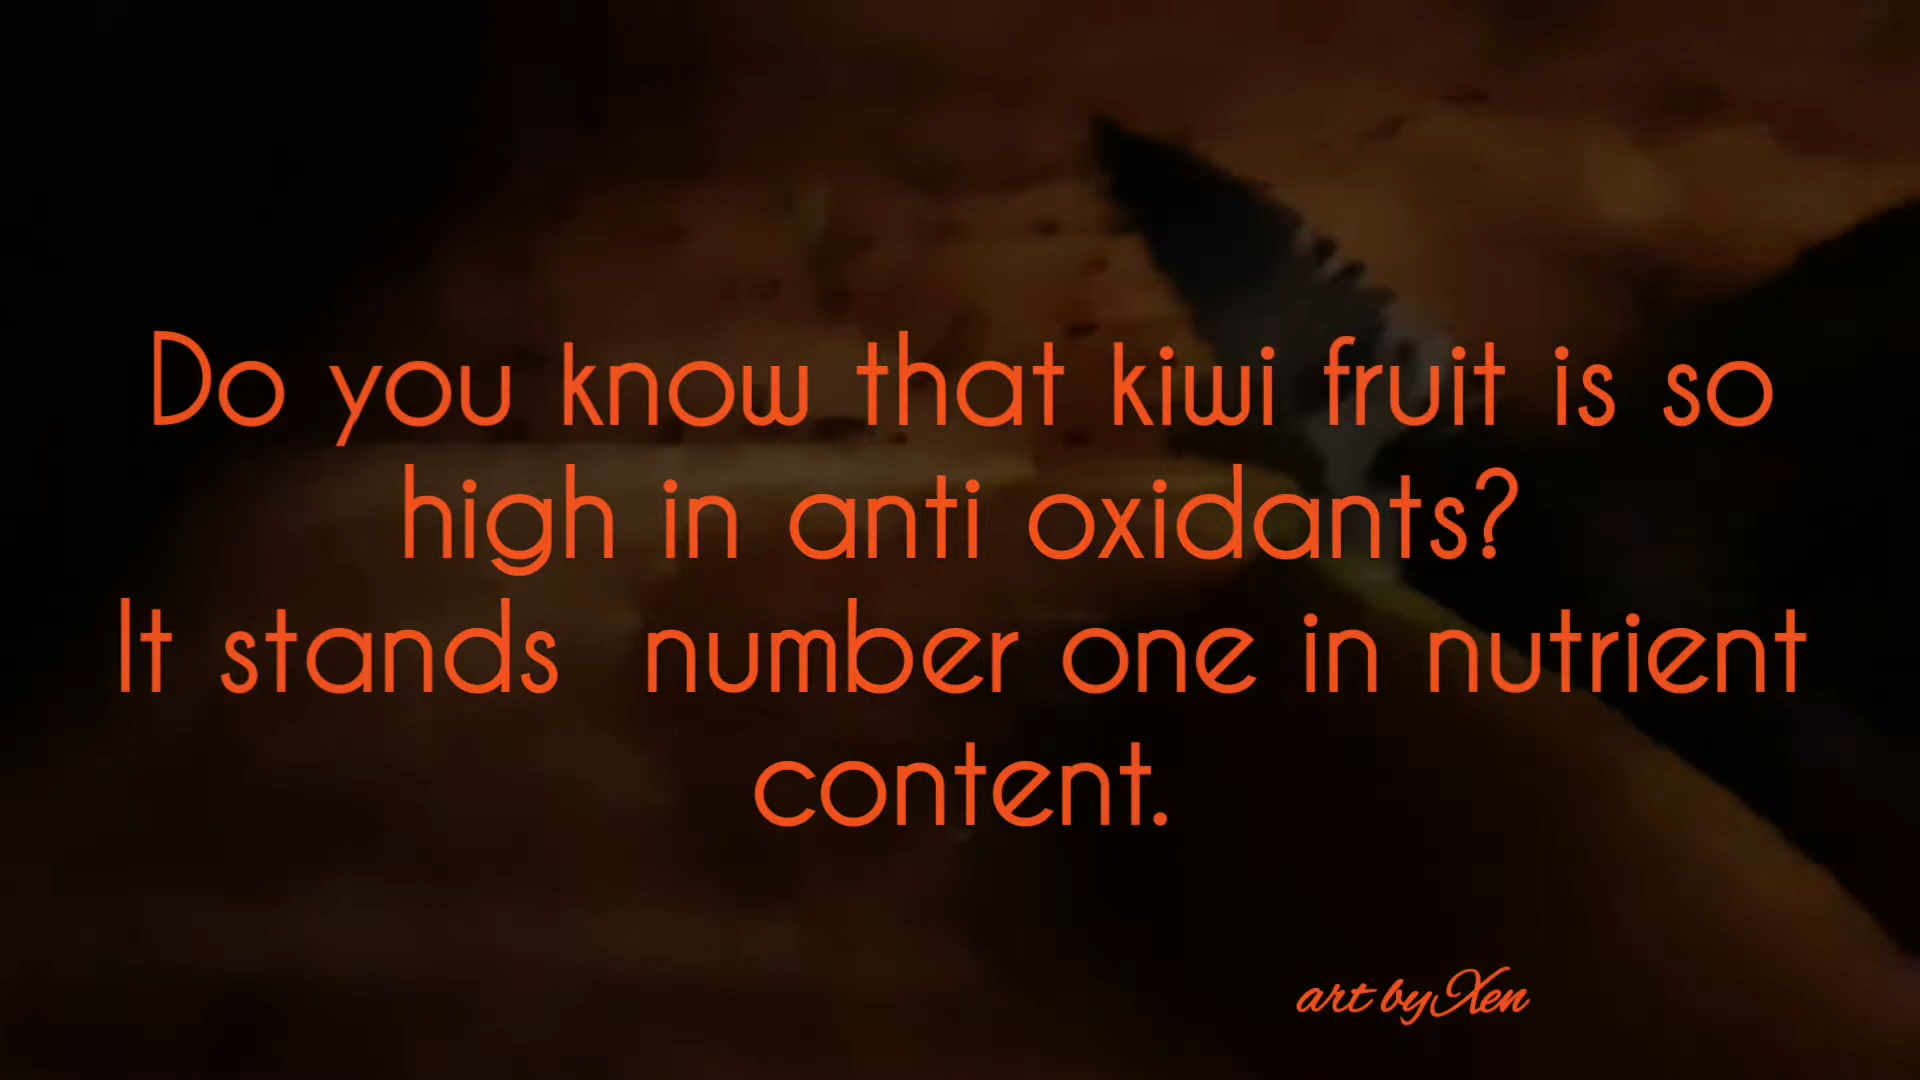 Do you know that kiwi fruit is so
high in anti oxidants?
It stands  number one in nutrient
content.
art by Xen